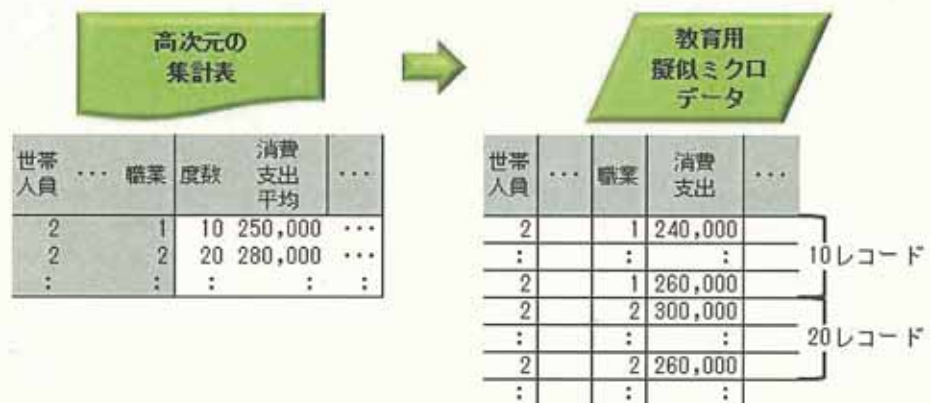 高次元の
集計表
教育用
擬似ミクロ
データ
世帯人員 … 職業 度数 消費支出平均 …
2 1 10 250,000 …
2 2 20 280,000 …
: : : : :
世帯人員 … 職業 消費支出 …
2 1 240,000
: : :
2 1 260,000
10レコード
2 2 300,000
: : :
2 2 260,000
20レコード
: : :